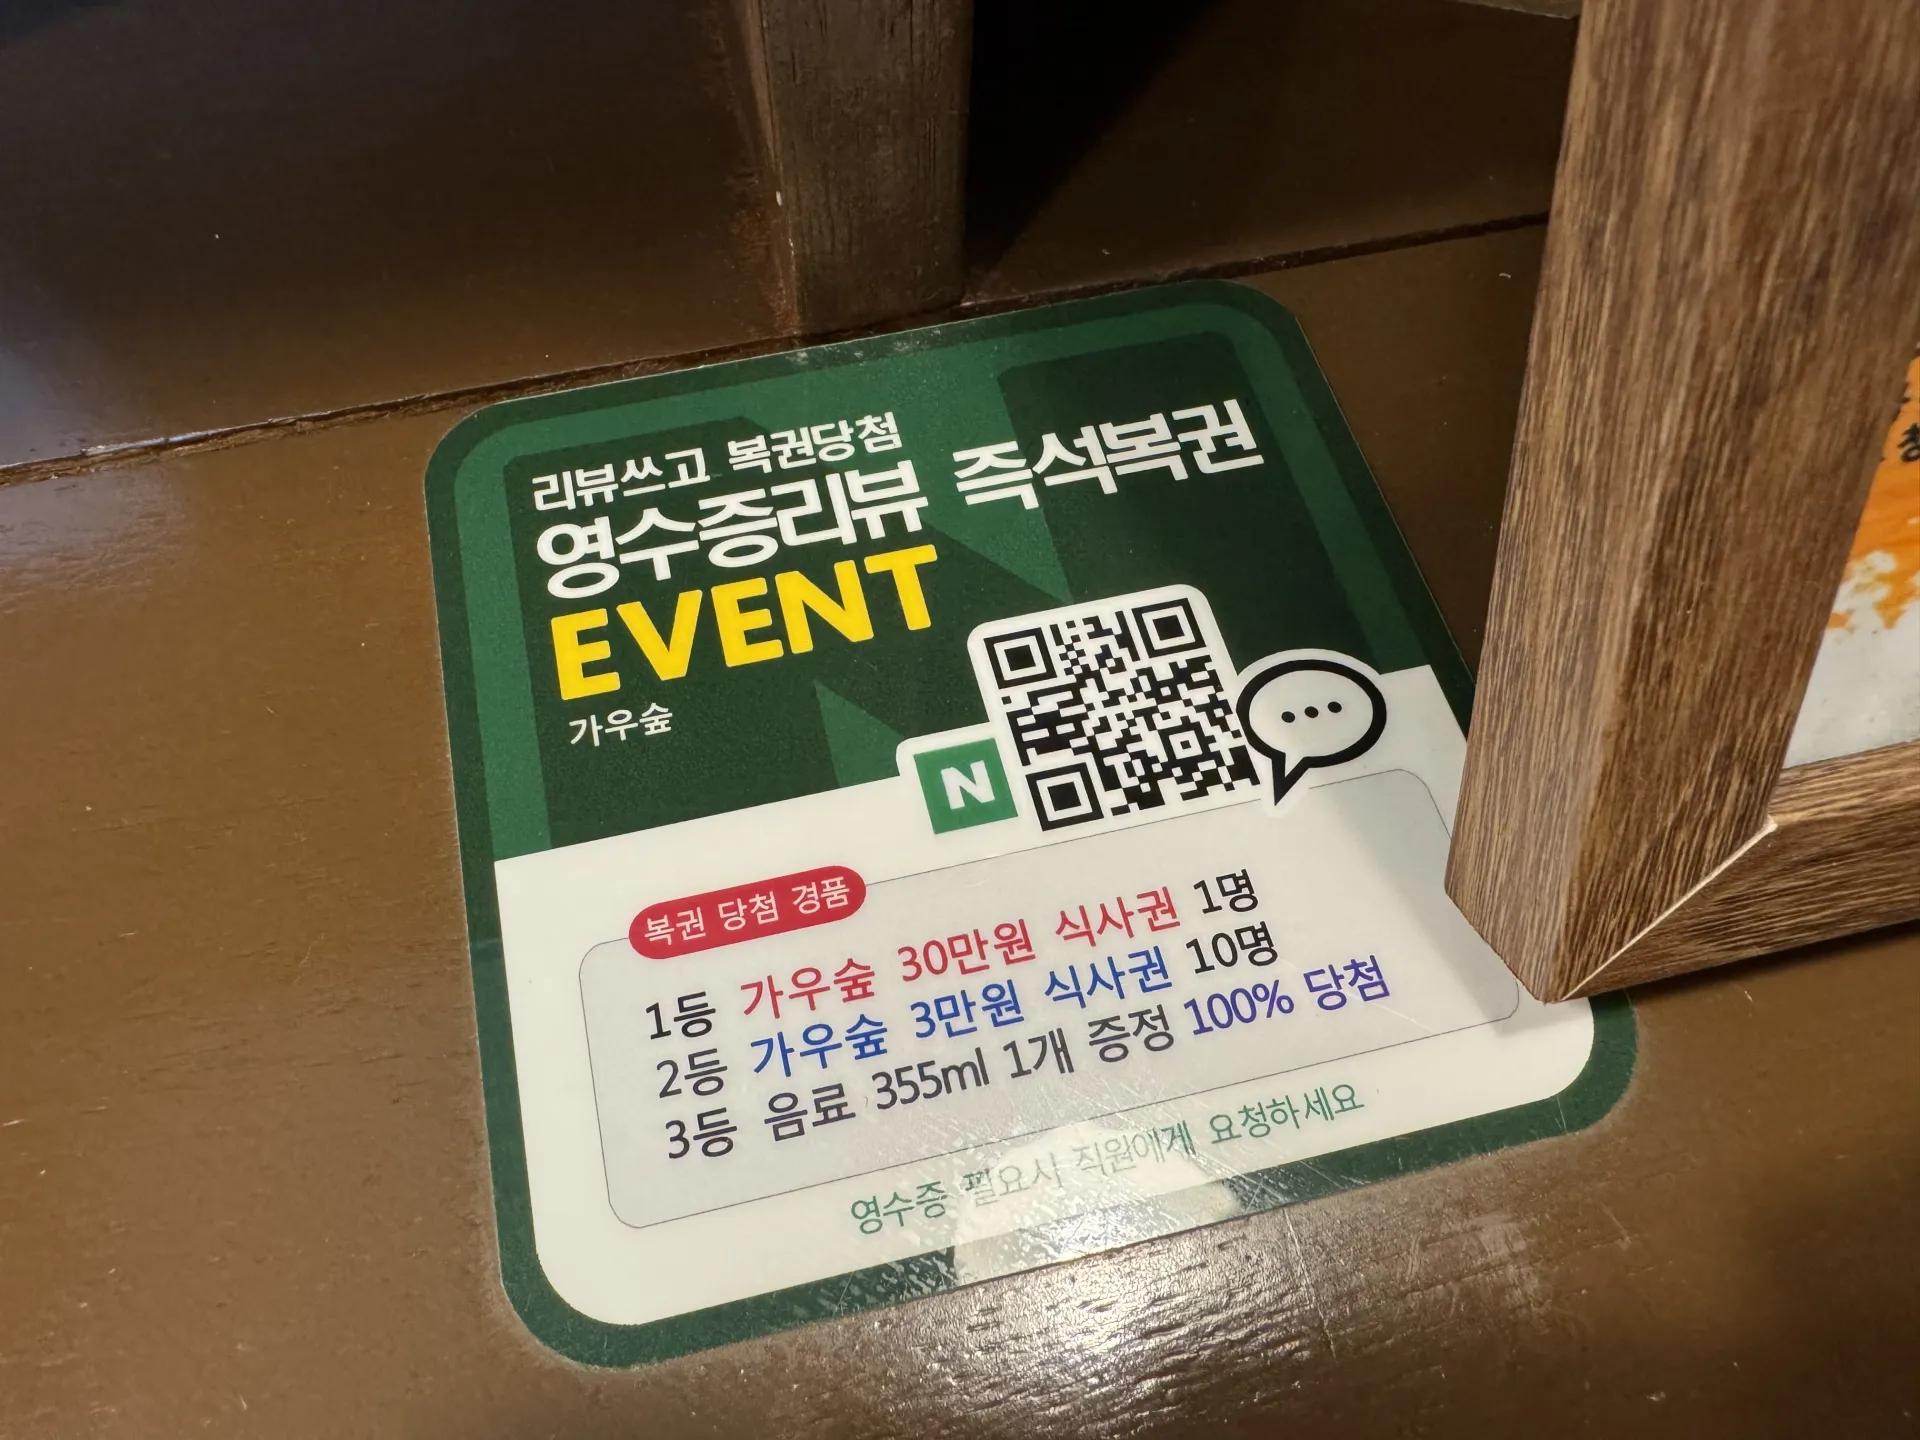 리뷰쓰고 복권당첨
영수증리뷰 즉석복권
EVENT
가우숲
N
복권 당첨 경품
1등 가우숲 30만원 식사권 1명
2등 가우숲 3만원 식사권 10명
3등 음료 355ml 1개 증정 100% 당첨
영수증 필요시 직원에게 요청하세요